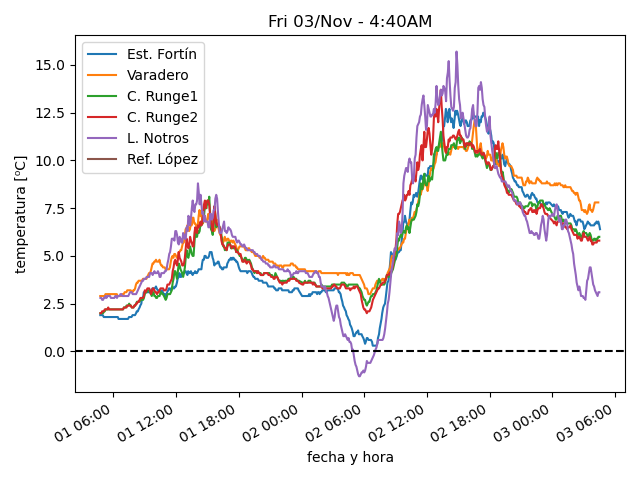 Fri 03/Nov - 4:40AM
temperatura [°C]
15.0
12.5
10.0
7.5
5.0
2.5
0.0
Est. Fortín
Varadero
C. Runge1
C. Runge2
L. Notros
Ref. López
01 06:00
01 12:00
01 18:00
02 00:00
02 06:00
02 12:00
02 18:00
03 00:00
03 06:00
fecha y hora